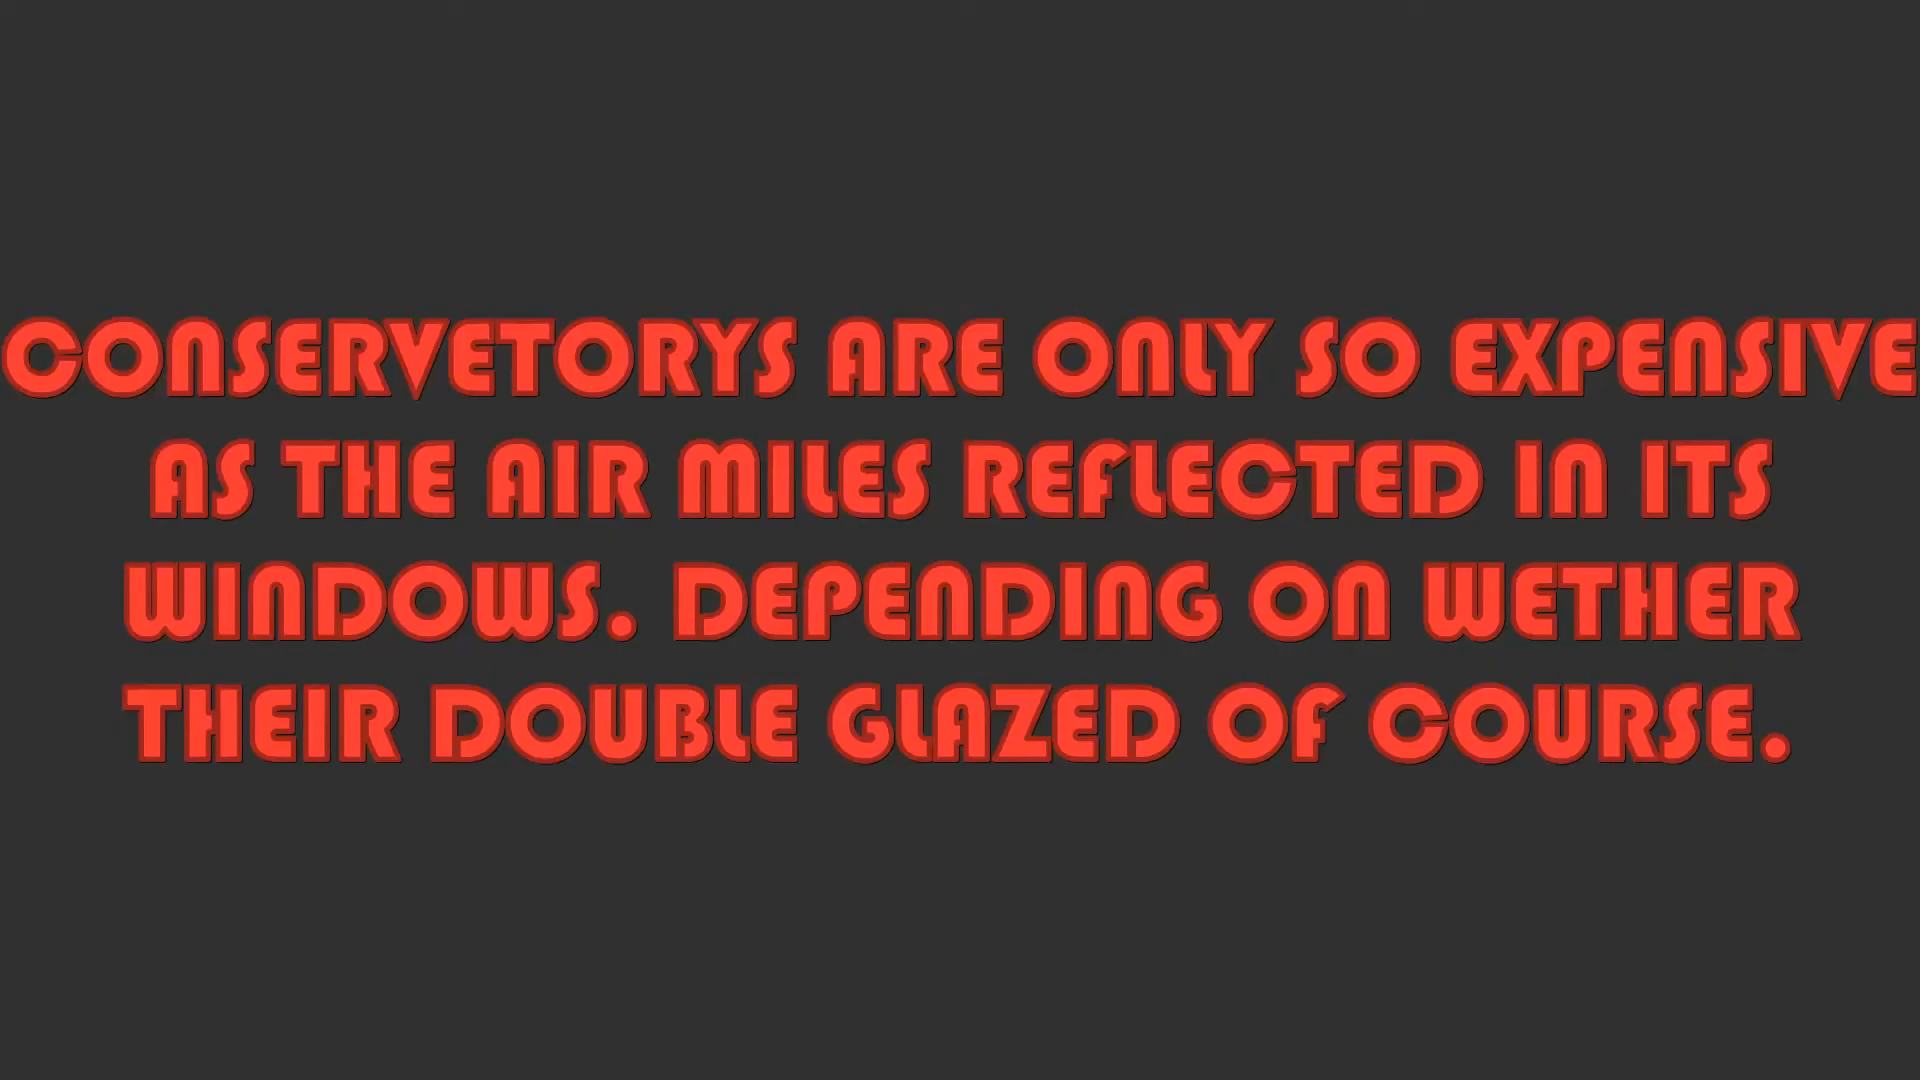 CONSERVETORYS ARE ONLY SO EXPENSIVE
AS THE AIR MILES REFLECTED IN ITS
WINDOWS. DEPENDING ON WETHER
THEIR DOUBLE GLAZED OF COURSE.